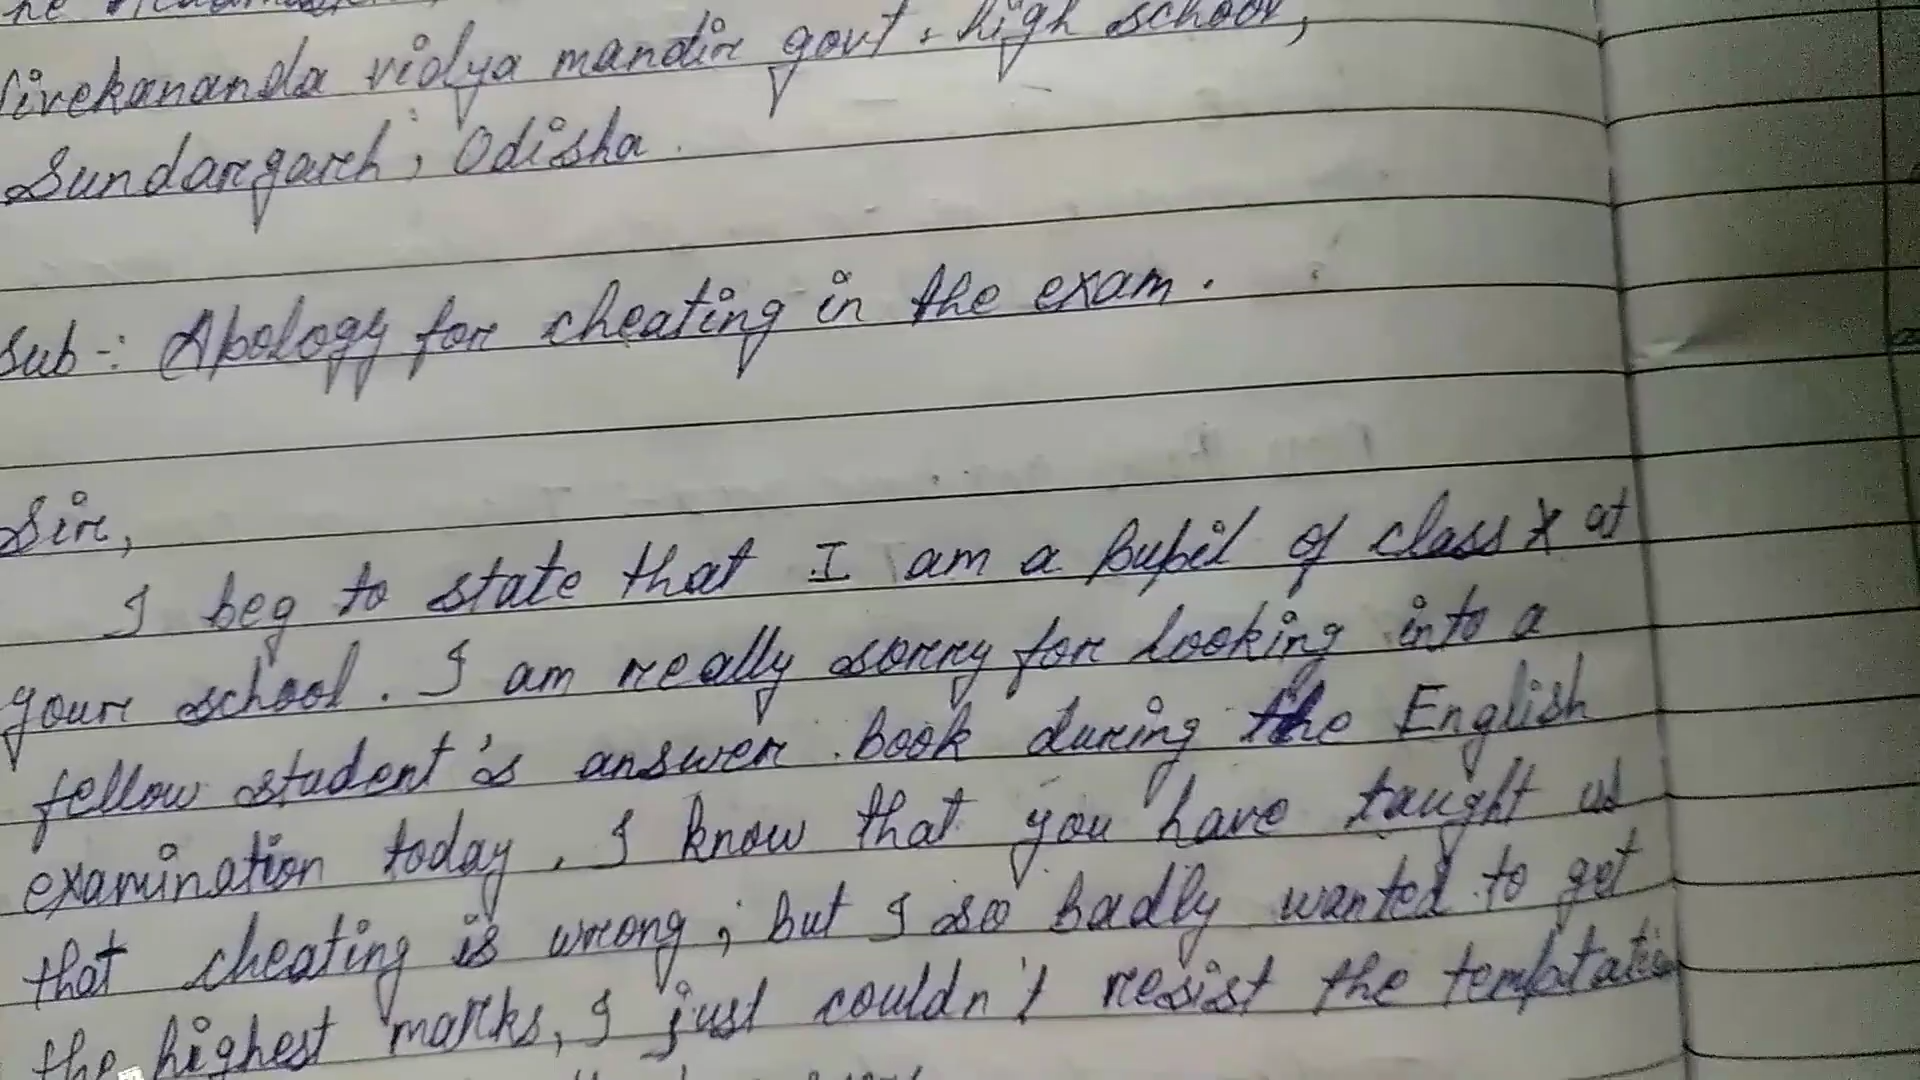 Vivekananda vidya mandir govt. high school,
Sundargarh, Odisha.
Sub-: Apology for cheating in the exam.
Sir,
I beg to state that I am a pupil of class X at
your school. I am really sorry for looking into a
fellow student's answer book during the English
examination today. I know that you have taught us
that cheating is wrong, but I so badly wanted to get
the highest marks, I just couldn't resist the temptation